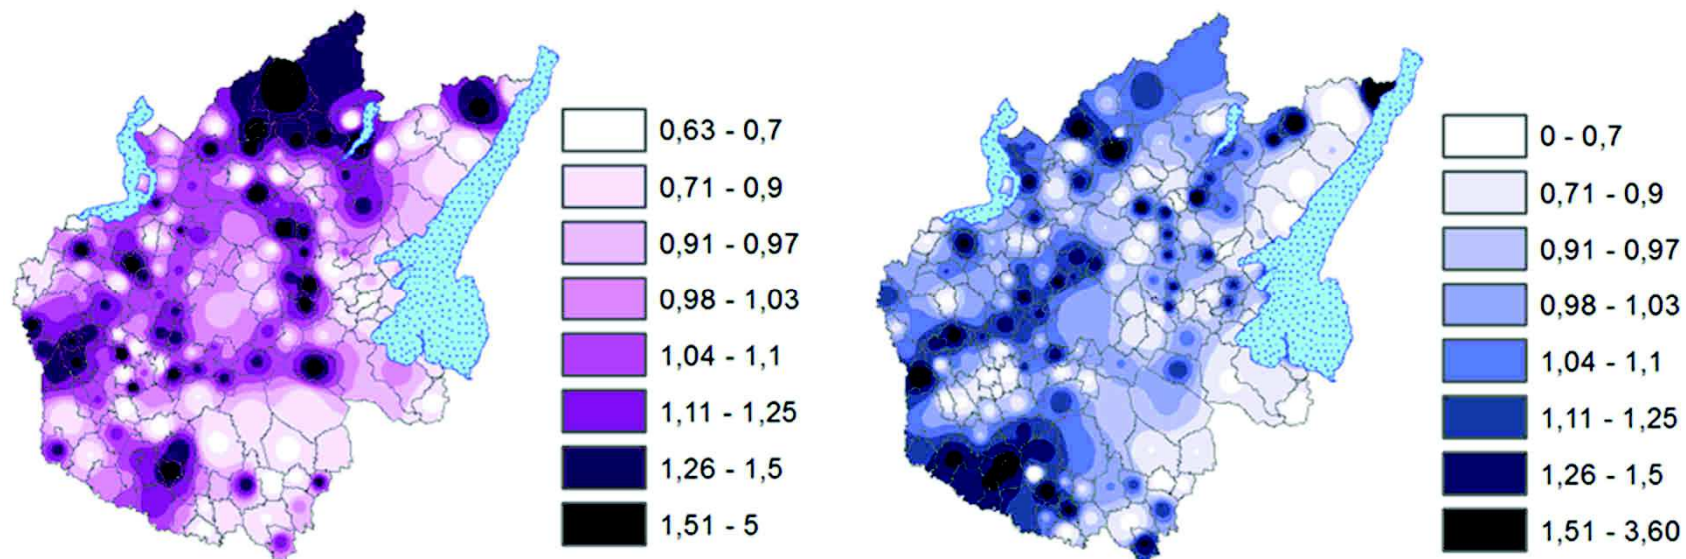 0,63 - 0,7
0,71 - 0,9
0,91 - 0,97
0,98 - 1,03
1,04 - 1,1
1,11 - 1,25
1,26 - 1,5
1,51 - 5
0 - 0,7
0,71 - 0,9
0,91 - 0,97
0,98 - 1,03
1,04 - 1,1
1,11 - 1,25
1,26 - 1,5
1,51 - 3,60